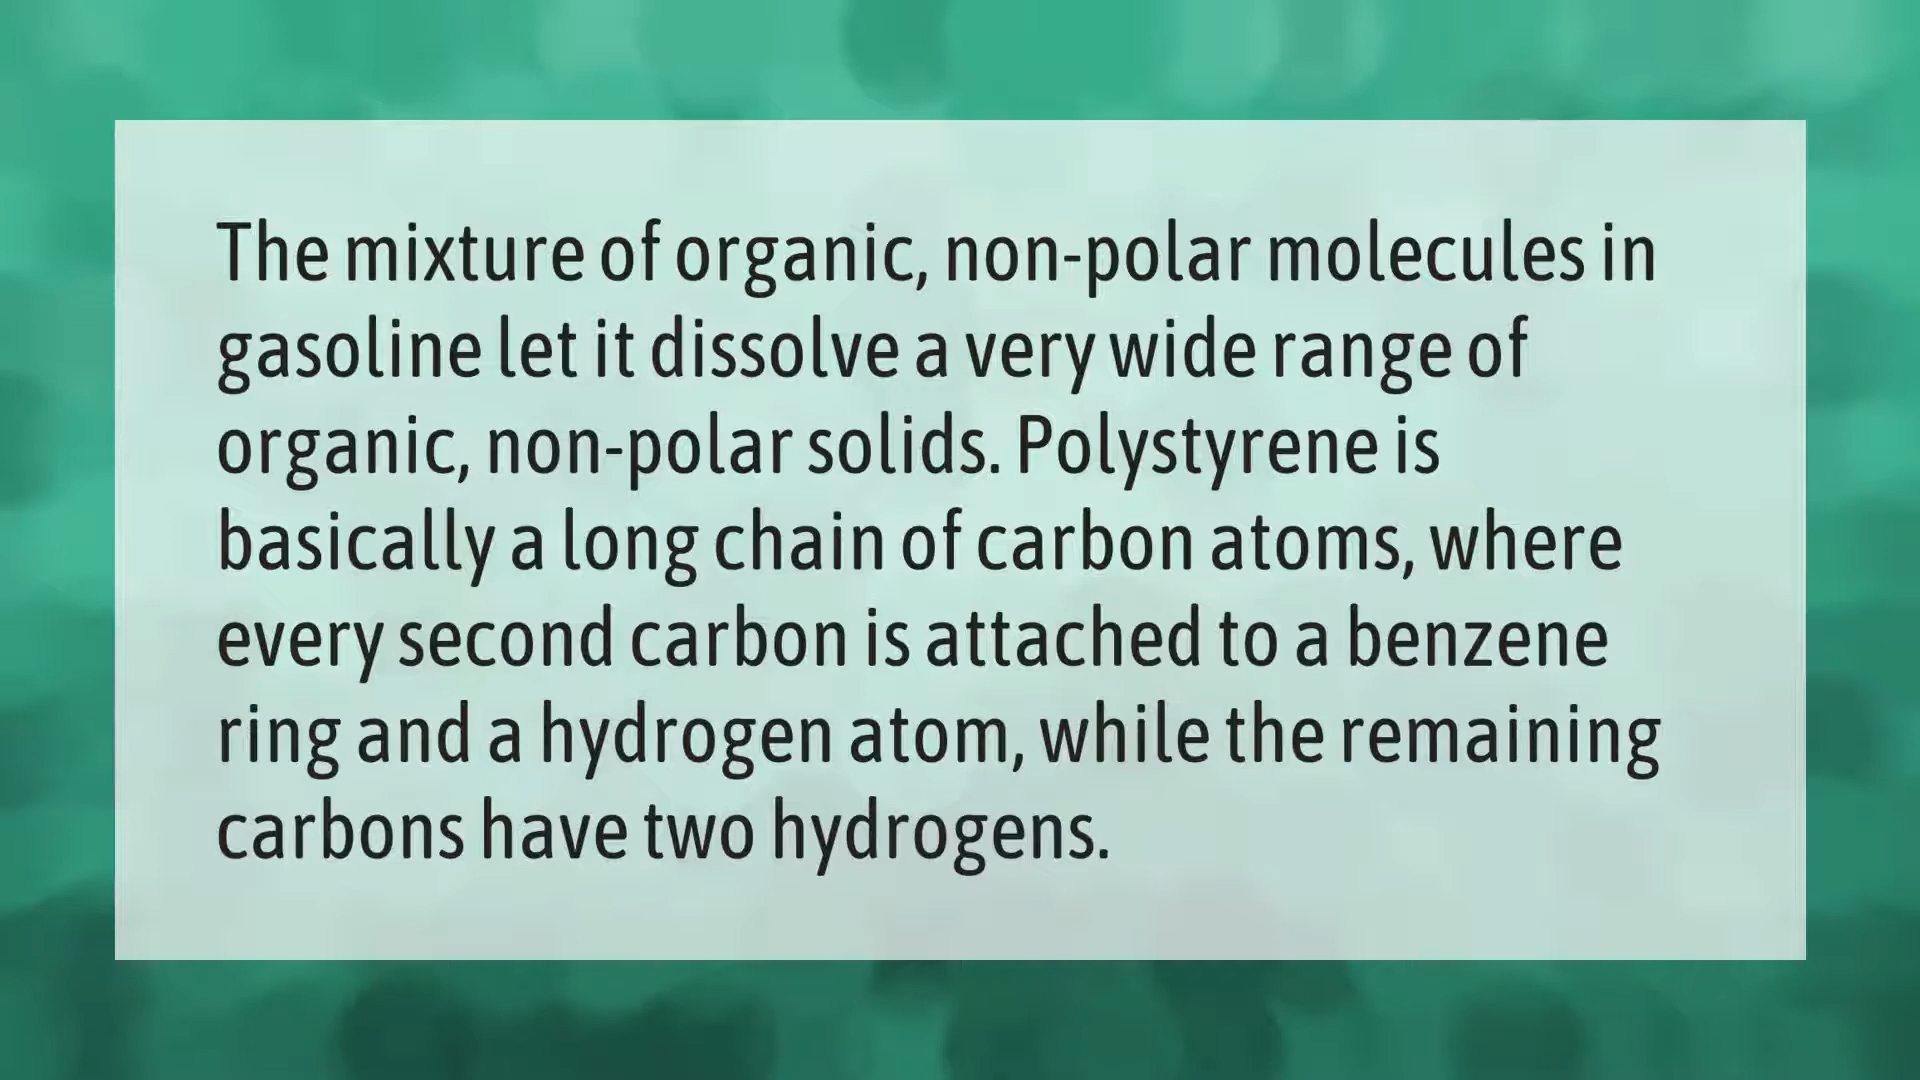 The mixture of organic, non-polar molecules in
gasoline let it dissolve a very wide range of
organic, non-polar solids. Polystyrene is
basically a long chain of carbon atoms, where
every second carbon is attached to a benzene
ring and a hydrogen atom, while the remaining
carbons have two hydrogens.